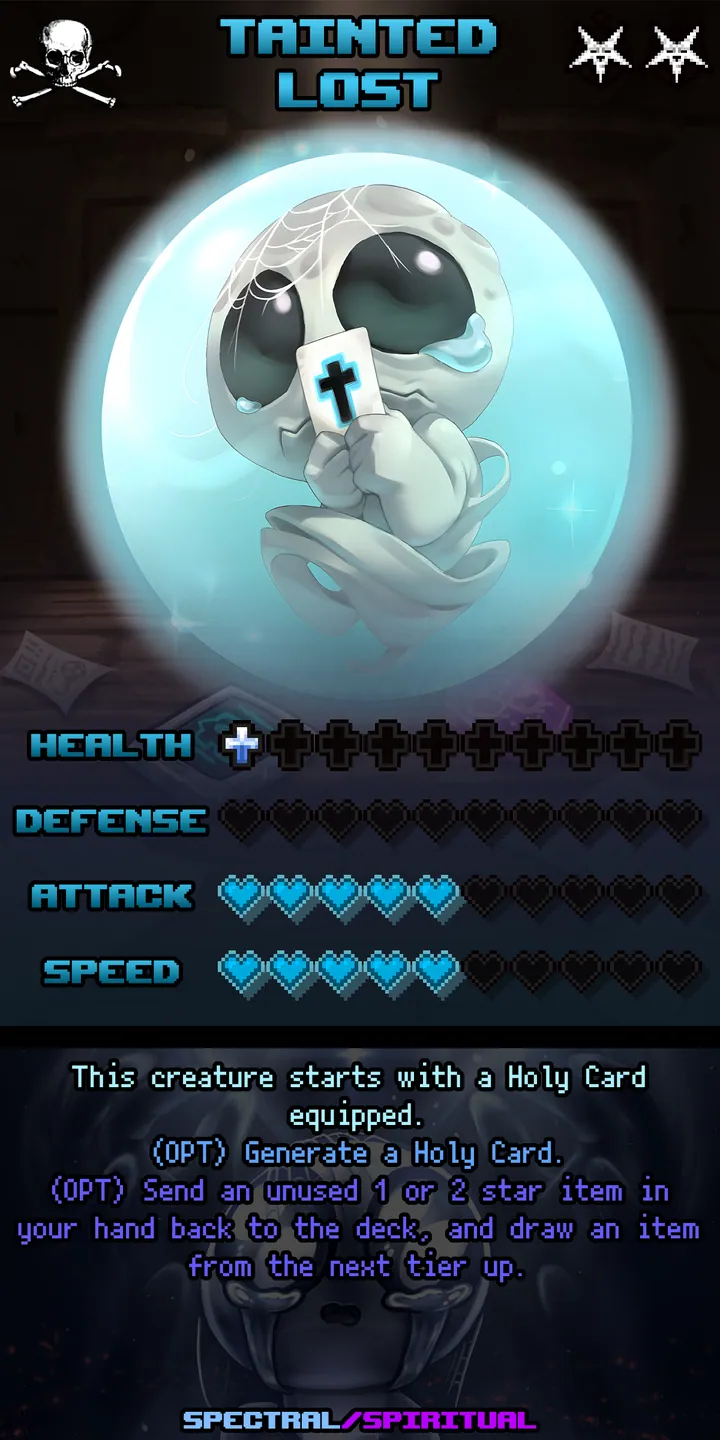 TAINTED
LOST
HEALTH
DEFENSE
ATTACK
SPEED
This creature starts with a Holy Card
equipped.
(OPT) Generate a Holy Card.
(OPT) Send an unused 1 or 2 star item in
your hand back to the deck, and draw an item
from the next tier up.
SPECTRAL/SPIRITUAL